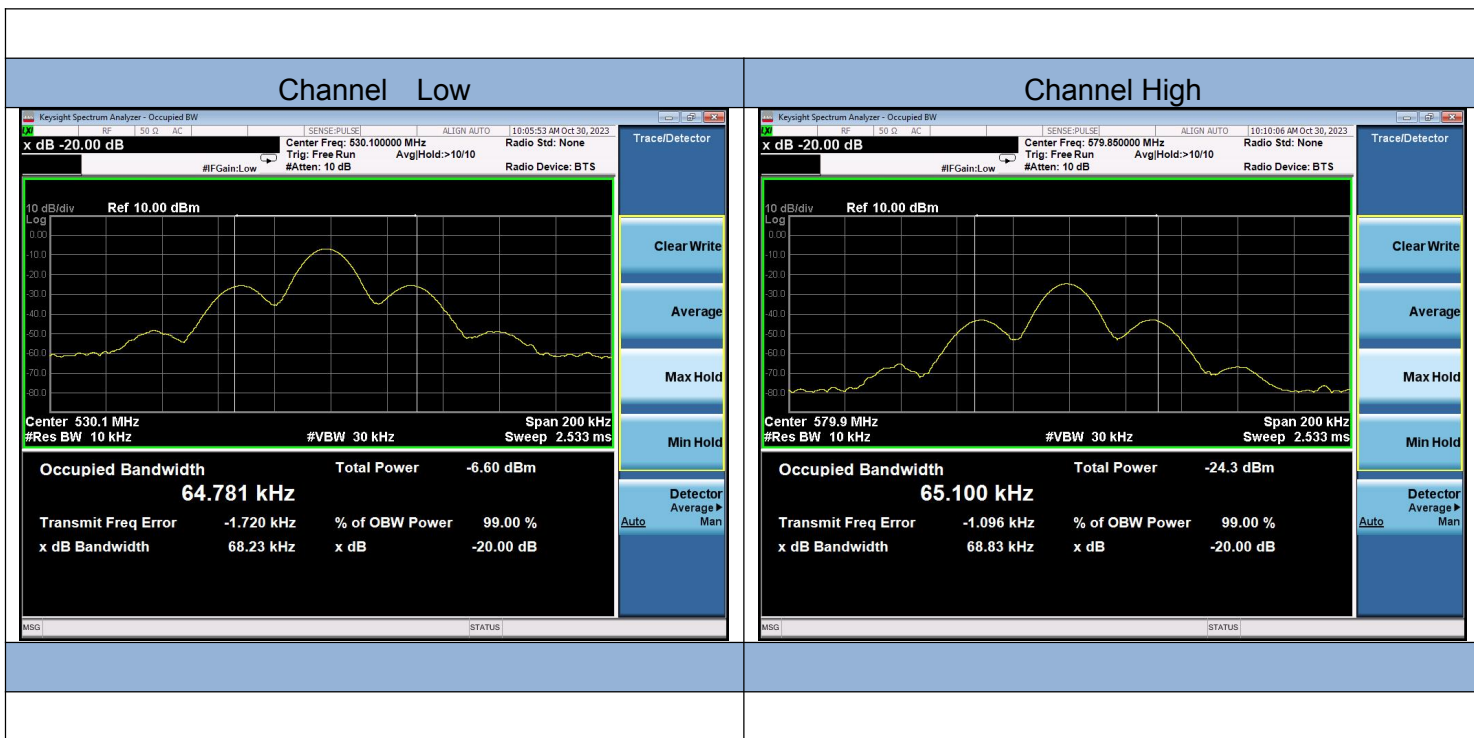 Channel Low
Channel High
Keysight Spectrum Analyzer - Occupied BW
LXI RF 50 Ω AC SENSE:PULSE ALIGN AUTO 10:05:53 AM Oct 30, 2023
x dB -20.00 dB
Center Freq: 530.100000 MHz
Radio Std: None
Trig: Free Run Avg|Hold:>10/10
#IFGain:Low #Atten: 10 dB
Radio Device: BTS
10 dB/div Ref 10.00 dBm
Log
0.00
-10.0
-20.0
-30.0
-40.0
-50.0
-60.0
-70.0
-80.0
Center 530.1 MHz Span 200 kHz
#Res BW 10 kHz #VBW 30 kHz Sweep 2.533 ms
Occupied Bandwidth Total Power -6.60 dBm
64.781 kHz
Transmit Freq Error -1.720 kHz % of OBW Power 99.00 %
x dB Bandwidth 68.23 kHz x dB -20.00 dB
MSG STATUS
Trace/Detector
Clear Write
Average
Max Hold
Min Hold
Detector
Average▶
Auto Man
Keysight Spectrum Analyzer - Occupied BW
LXI RF 50 Ω AC SENSE:PULSE ALIGN AUTO 10:10:06 AM Oct 30, 2023
x dB -20.00 dB
Center Freq: 579.850000 MHz
Radio Std: None
Trig: Free Run Avg|Hold:>10/10
#IFGain:Low #Atten: 10 dB
Radio Device: BTS
10 dB/div Ref 10.00 dBm
Log
0.00
-10.0
-20.0
-30.0
-40.0
-50.0
-60.0
-70.0
-80.0
Center 579.9 MHz Span 200 kHz
#Res BW 10 kHz #VBW 30 kHz Sweep 2.533 ms
Occupied Bandwidth Total Power -24.3 dBm
65.100 kHz
Transmit Freq Error -1.096 kHz % of OBW Power 99.00 %
x dB Bandwidth 68.83 kHz x dB -20.00 dB
MSG STATUS
Trace/Detector
Clear Write
Average
Max Hold
Min Hold
Detector
Average▶
Auto Man